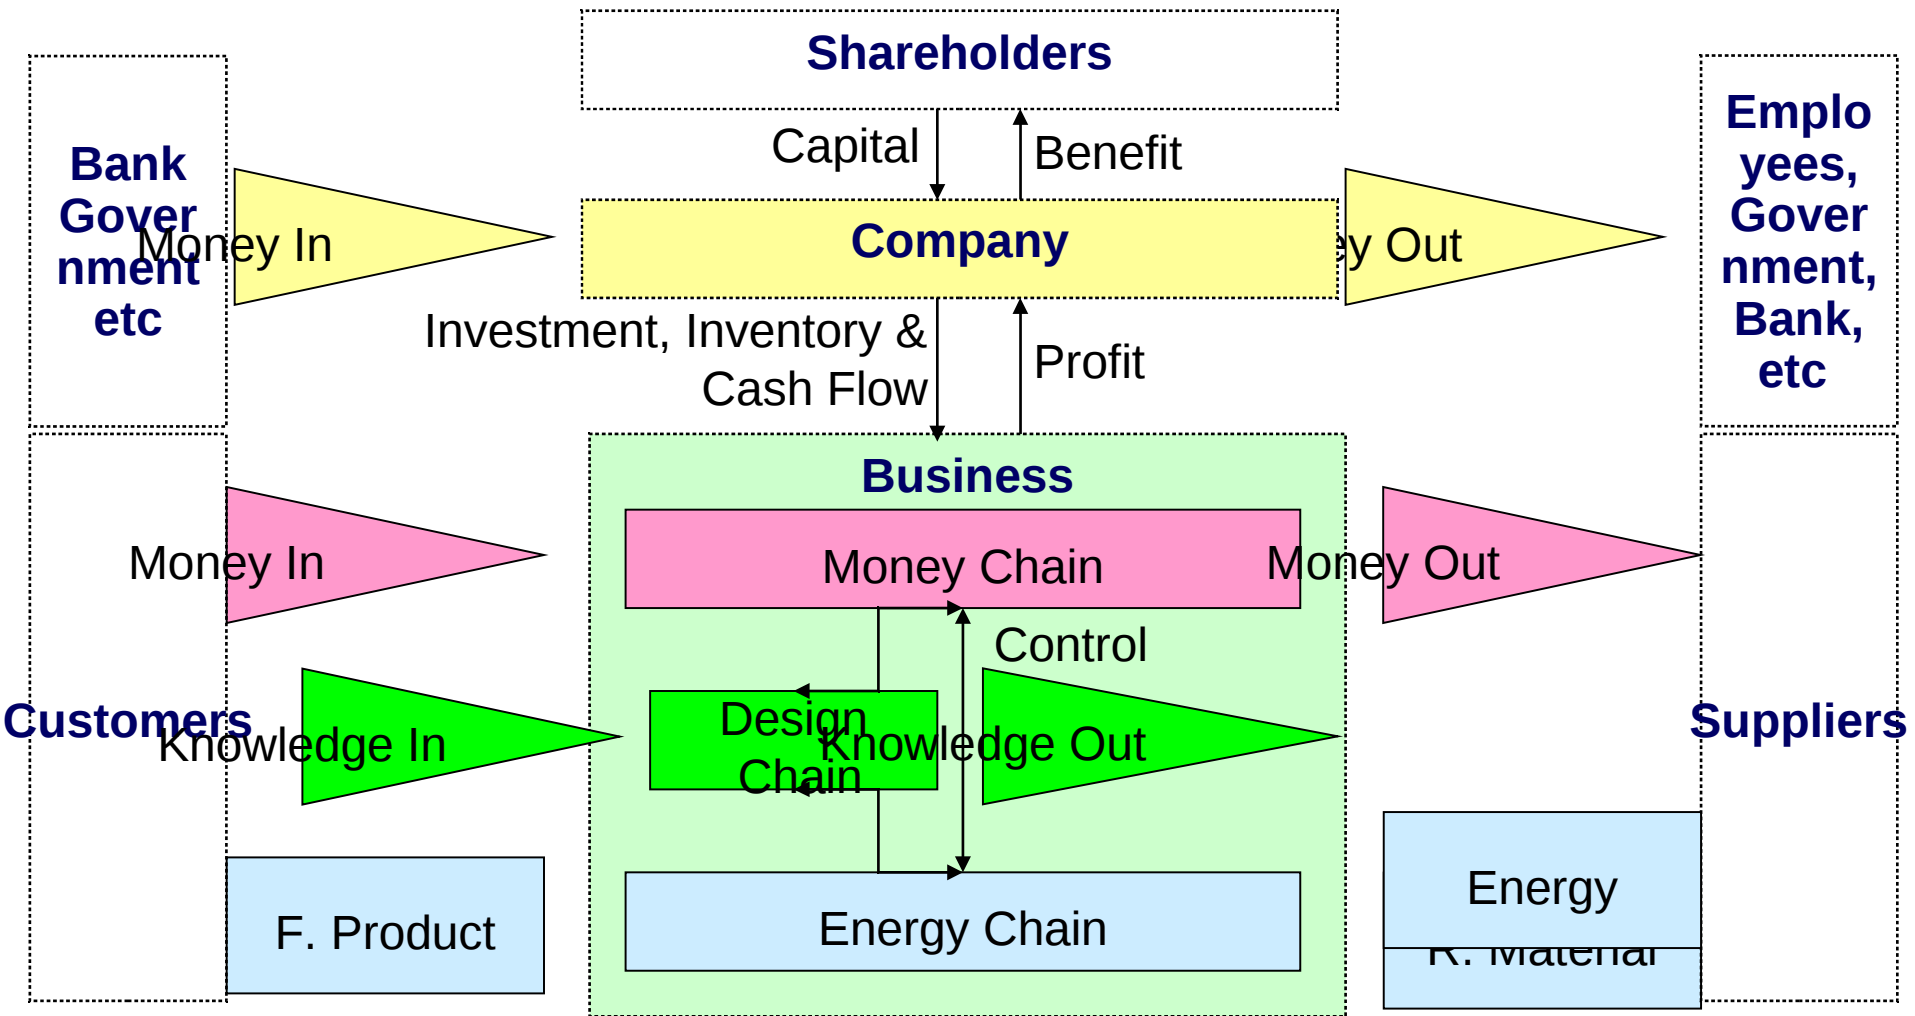 Shareholders
Capital
Benefit
Bank
Gover
nment
etc
Money In
Company
ey Out
Emplo
yees,
Gover
nment,
Bank,
etc
Investment, Inventory &
Cash Flow
Profit
Business
Money In
Money Chain
Money Out
Control
Customers
Knowledge In
Design
Chain
Knowledge Out
Suppliers
F. Product
Energy Chain
Energy
R. Material